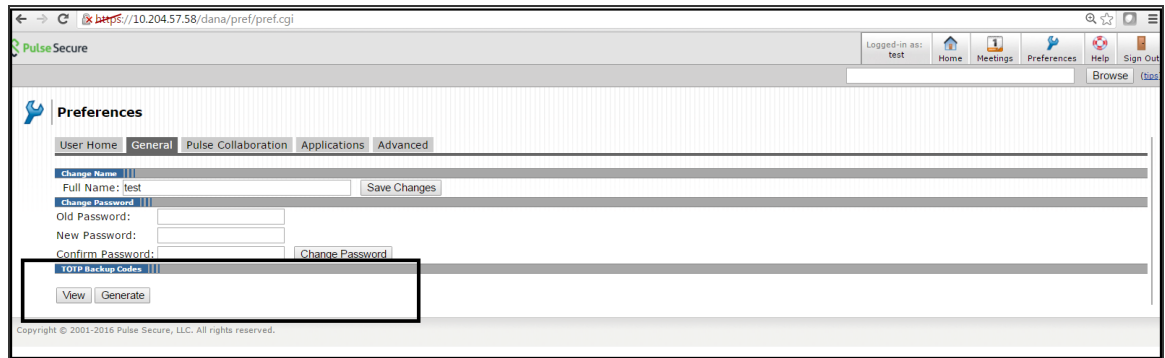 https://10.204.57.58/dana/pref/pref.cgi
Pulse Secure
Logged-in as:
test
Home
Meetings
Preferences
Help
Sign Out
Browse (tips
Preferences
User Home General Pulse Collaboration Applications Advanced
Change Name
Full Name: test Save Changes
Change Password
Old Password:
New Password:
Confirm Password: Change Password
TOTP Backup Codes
View Generate
Copyright © 2001-2016 Pulse Secure, LLC. All rights reserved.